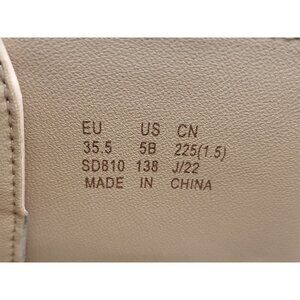 EU US CN
35.5 5B 225(1.5)
SD810 138 J/22
MADE IN CHINA